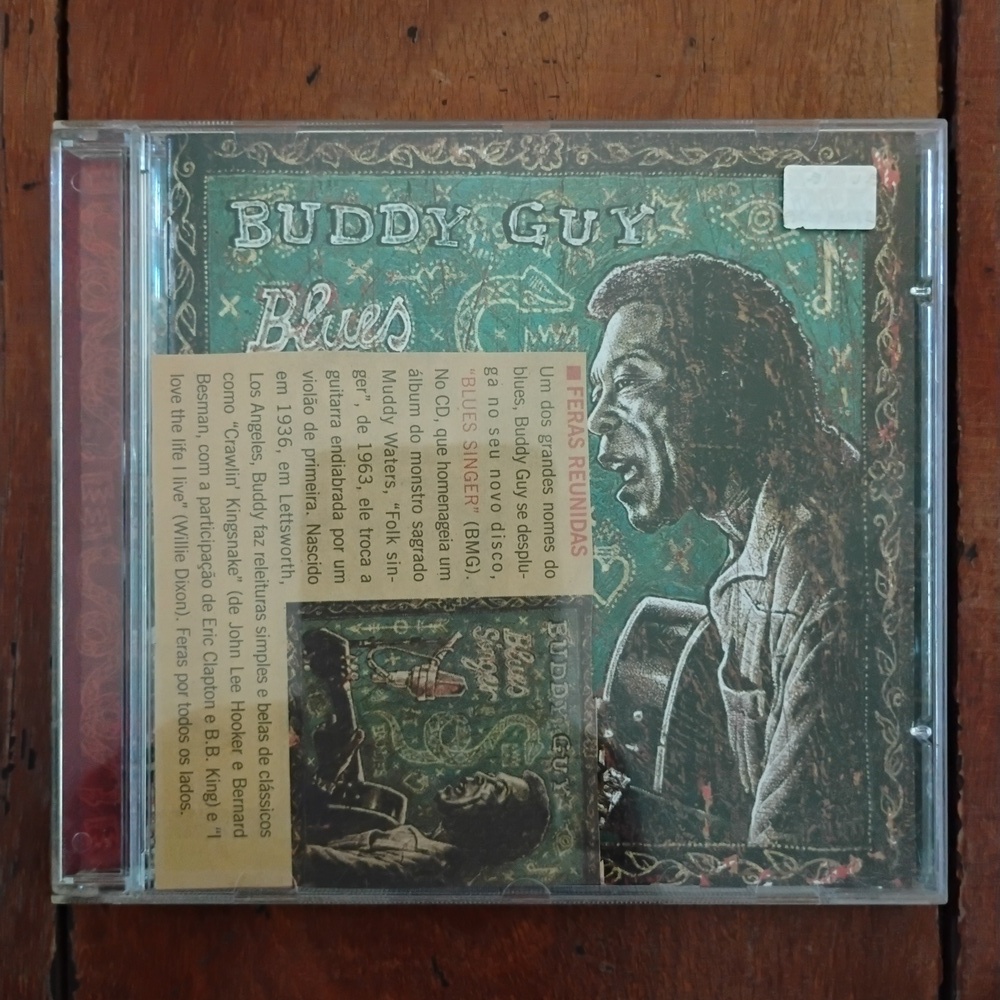 BUDDY GUY
Blues
FERAS REUNIDAS
Um dos grandes nomes do
blues, Buddy Guy se desplu-
ga no seu novo disco,
"BLUES SINGER" (BMG).
No CD, que homenageia um
álbum do monstro sagrado
Muddy Waters, "Folk sin-
ger", de 1963, ele troca a
guitarra endiabrada por um
violão de primeira. Nascido
em 1936, em Lettsworth,
Los Angeles, Buddy faz releituras simples e belas de clássicos
como "Crawlin' Kingsnake" (de John Lee Hooker e Bernard
Besman, com a participação de Eric Clapton e B.B. King) e "I
love the life I live" (Willie Dixon). Feras por todos os lados.
BUDDY GUY
Blues
Singer